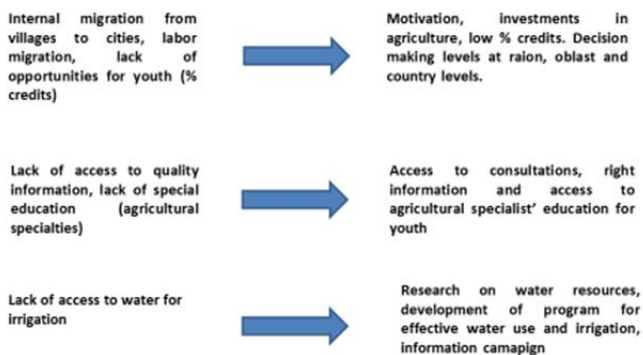 Internal migration from
villages to cities, labor
migration, lack of
opportunities for youth (%
credits)
Motivation, investments in
agriculture, low % credits. Decision
making levels at raion, oblast and
country levels.
Lack of access to quality
information, lack of special
education (agricultural
specialties)
Access to consultations, right
information and access to
agricultural specialist’ education for
youth
Lack of access to water for
irrigation
Research on water resources,
development of program for
effective water use and irrigation,
information camapign